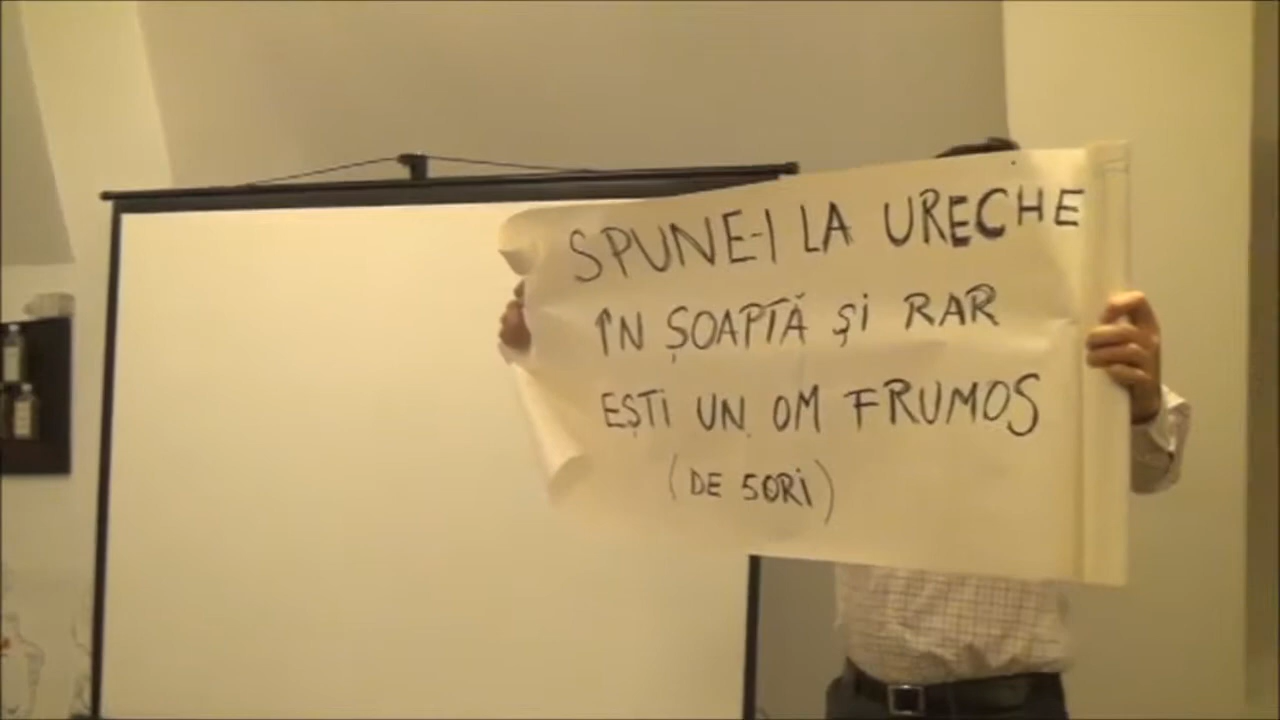 SPUNE-I LA URECHE
ÎN ȘOAPTĂ ȘI RAR
EȘTI UN OM FRUMOS
(DE 5ORI)